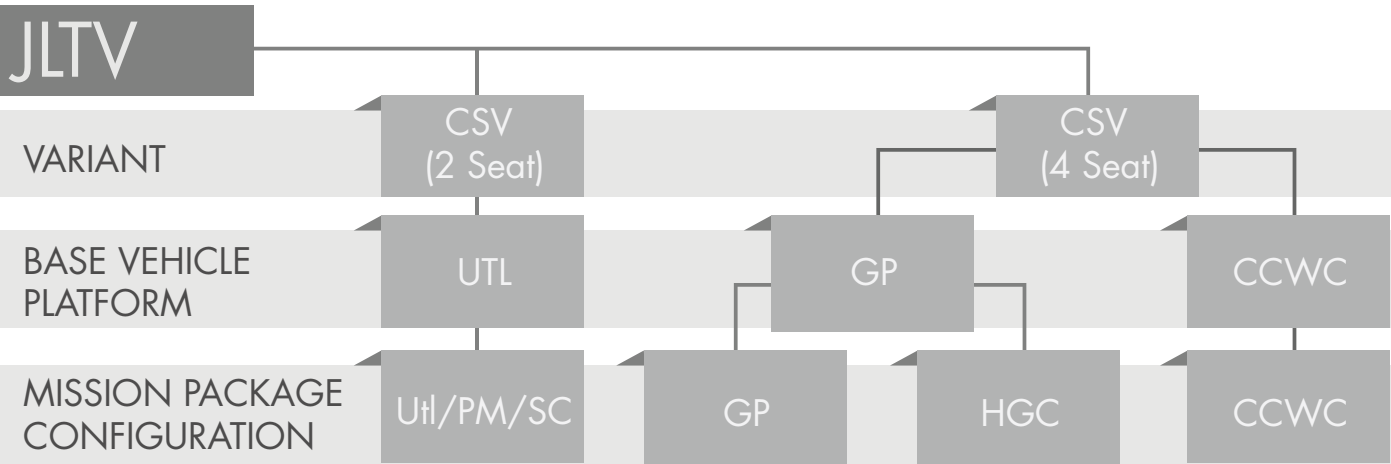 JLTV
VARIANT
CSV
(2 Seat)
CSV
(4 Seat)
BASE VEHICLE
PLATFORM
UTL
GP
CCWC
MISSION PACKAGE
CONFIGURATION
Utl/PM/SC
GP
HGC
CCWC